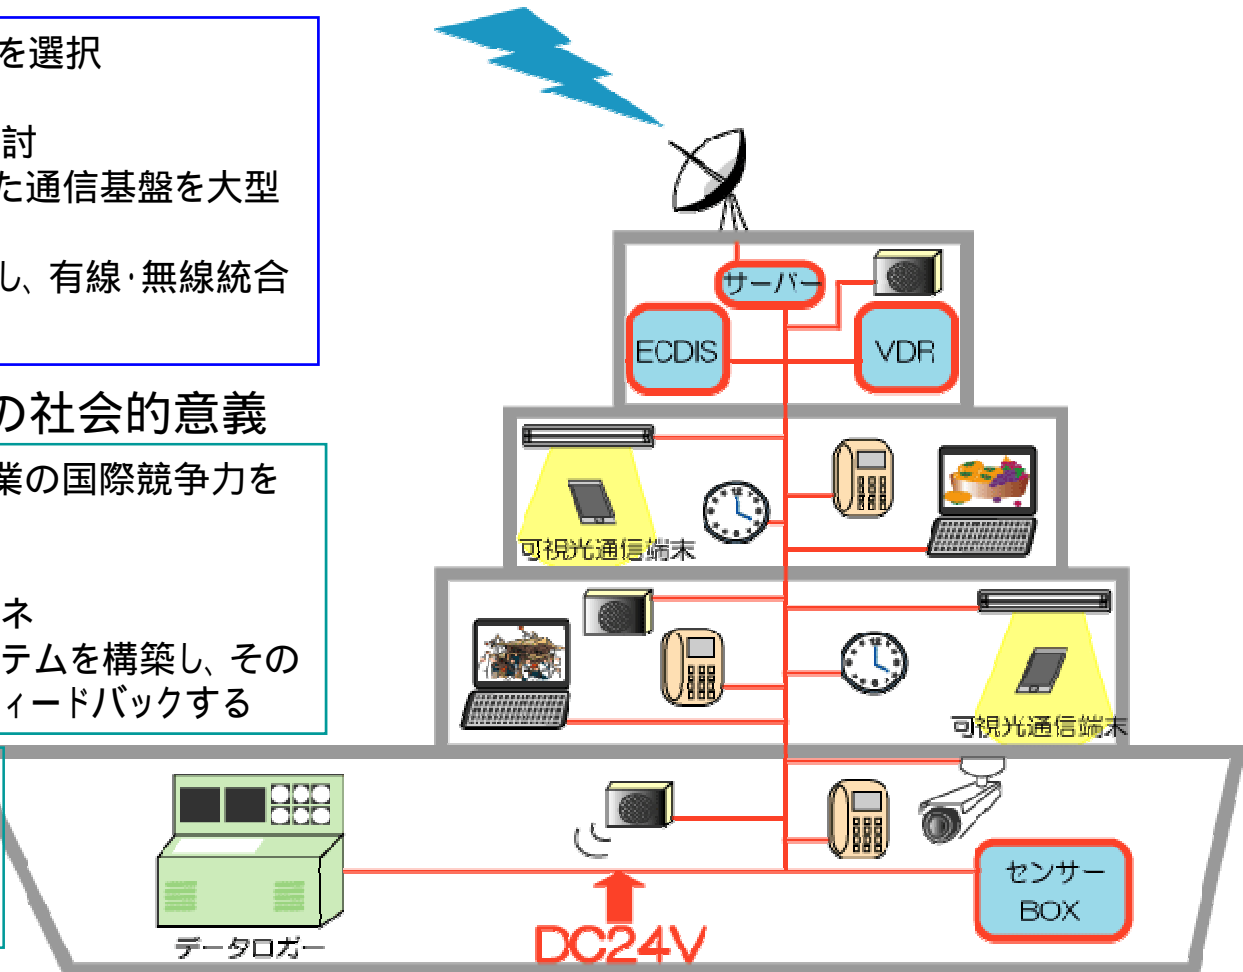 を選択
討
た通信基盤を大型
し、有線・無線統合
の社会的意義
業の国際競争力を
ネ
テムを構築し、その
ィードバックする
サーバー
ECDIS
VDR
可視光通信端末
可視光通信端末
データロガー
DC24V
センサー
BOX